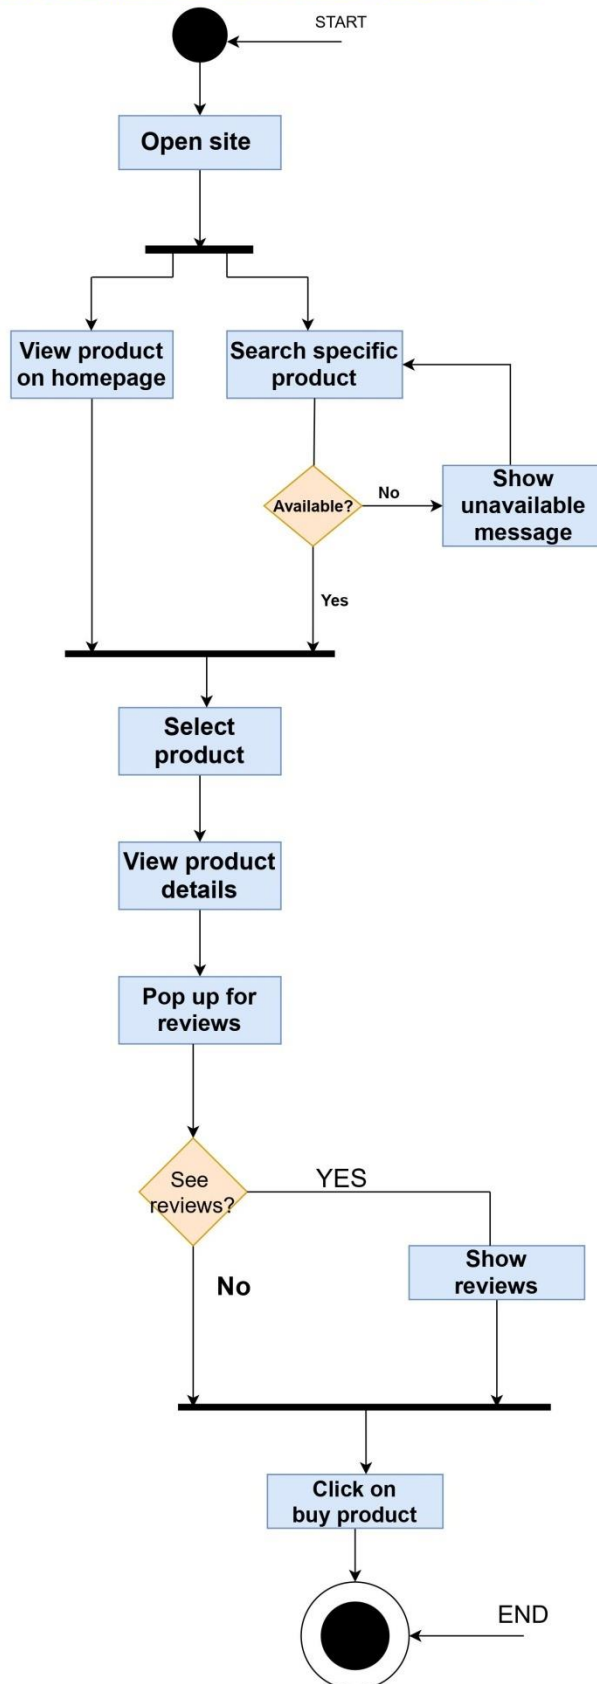 START
Open site
View product
on homepage
Search specific
product
Available?
No
Show
unavailable
message
Yes
Select
product
View product
details
Pop up for
reviews
See
reviews?
YES
No
Show
reviews
Click on
buy product
END